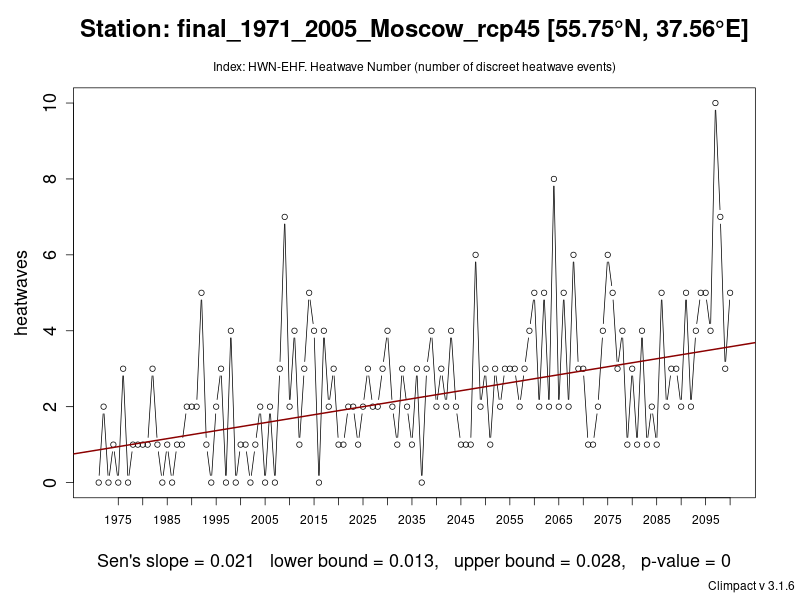 Station: final_1971_2005_Moscow_rcp45 [55.75°N, 37.56°E]
Index: HWN-EHF. Heatwave Number (number of discreet heatwave events)
heatwaves
10
8
6
4
2
0
1975 1985 1995 2005 2015 2025 2035 2045 2055 2065 2075 2085 2095
Sen's slope = 0.021 lower bound = 0.013, upper bound = 0.028, p-value = 0
Climpact v 3.1.6